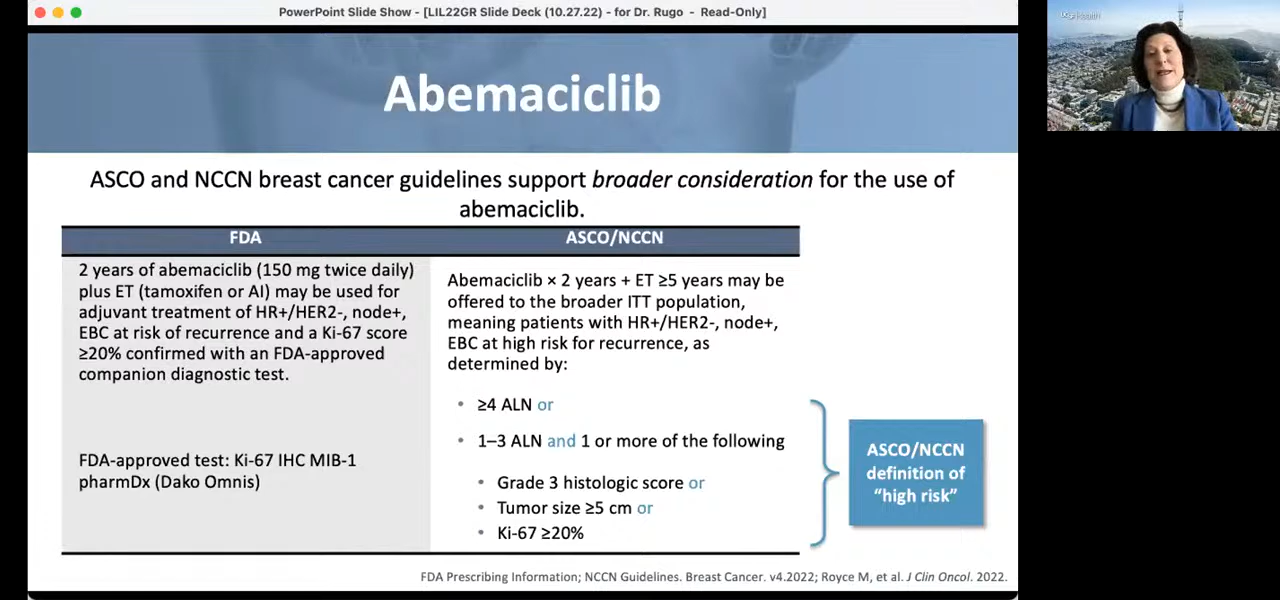 PowerPoint Slide Show - [LIL22GR Slide Deck (10.27.22) - for Dr. Rugo - Read-Only]
UCSF Health
Abemaciclib
ASCO and NCCN breast cancer guidelines support broader consideration for the use of
abemaciclib.
FDA
ASCO/NCCN
2 years of abemaciclib (150 mg twice daily)
plus ET (tamoxifen or AI) may be used for
adjuvant treatment of HR+/HER2-, node+,
EBC at risk of recurrence and a Ki-67 score
≥20% confirmed with an FDA-approved
companion diagnostic test.
FDA-approved test: Ki-67 IHC MIB-1
pharmDx (Dako Omnis)
Abemaciclib × 2 years + ET ≥5 years may be
offered to the broader ITT population,
meaning patients with HR+/HER2-, node+,
EBC at high risk for recurrence, as
determined by:
• ≥4 ALN or
• 1–3 ALN and 1 or more of the following
• Grade 3 histologic score or
• Tumor size ≥5 cm or
• Ki-67 ≥20%
ASCO/NCCN
definition of
“high risk”
FDA Prescribing Information; NCCN Guidelines. Breast Cancer. v4.2022; Royce M, et al. J Clin Oncol. 2022.